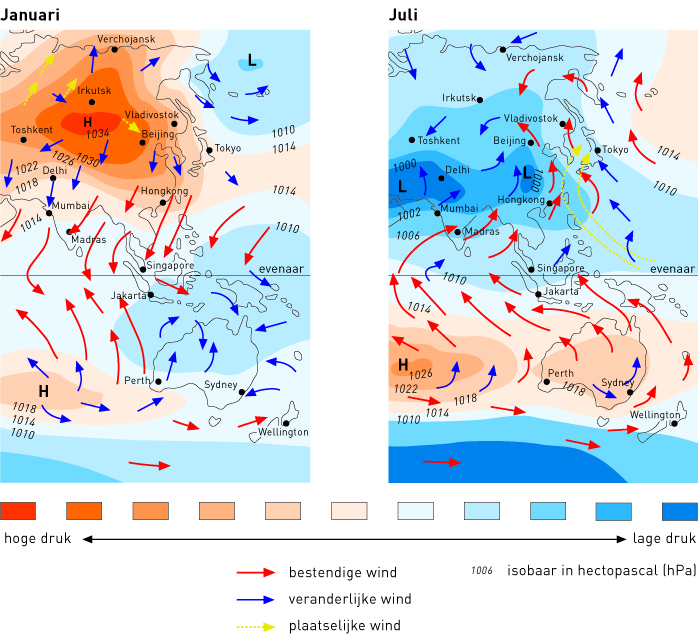 Januari
Verchojansk
L
Irkutsk
H
1034
Vladivostok
Toshkent
Beijing
1010
Tokyo
1014
1026
1030
1022
Delhi
1018
Hongkong
1014
Mumbai
1014
1010
Madras
Singapore
evenaar
Jakarta
Perth
Sydney
H
1018
1014
1010
Wellington
Juli
Verchojansk
Irkutsk
Vladivostok
Toshkent
Beijing
Tokyo
1014
1000
Delhi
L
L
1000
1010
Hongkong
1002
Mumbai
1006
Madras
1010
Singapore
evenaar
Jakarta
1014
H
1026
Perth
1022
1018
Sydney
1018
1014
1010
Wellington
hoge druk
lage druk
bestendige wind
1006 isobaar in hectopascal (hPa)
veranderlijke wind
plaatselijke wind